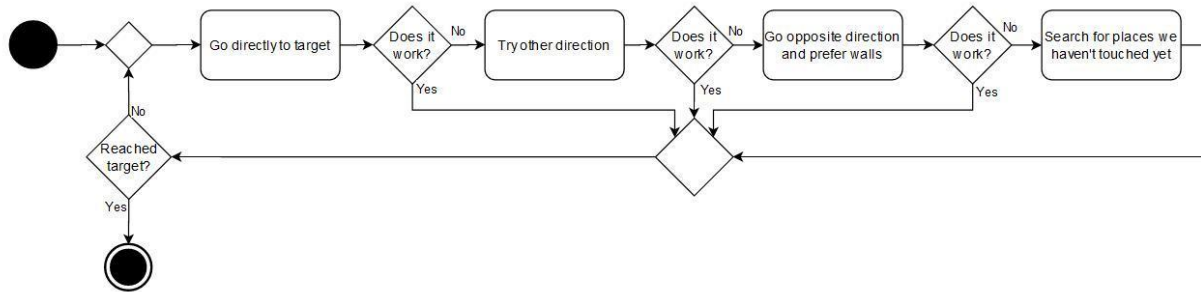 Go directly to target
Does it
work?
No
Yes
Try other direction
Does it
work?
No
Yes
Go opposite direction
and prefer walls
Does it
work?
No
Yes
Search for places we
haven't touched yet
No
Reached
target?
Yes